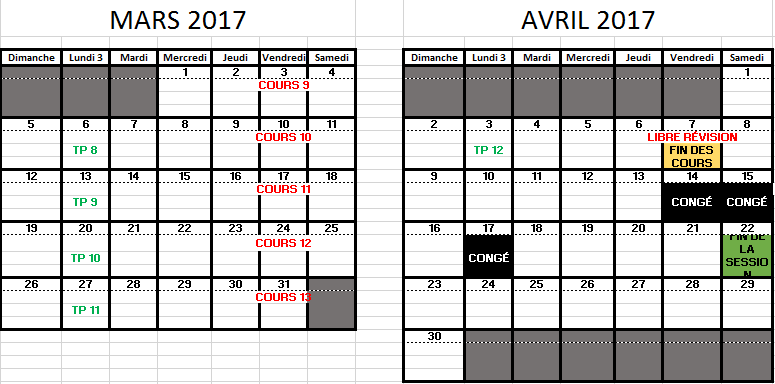 MARS 2017
Dimanche Lundi 3 Mardi Mercredi Jeudi Vendredi Samedi
1 2 3 4
COURS 9
5 6 7 8 9 10 11
COURS 10
TP 8
12 13 14 15 16 17 18
COURS 11
TP 9
19 20 21 22 23 24 25
COURS 12
TP 10
26 27 28 29 30 31
COURS 13
TP 11
AVRIL 2017
Dimanche Lundi 3 Mardi Mercredi Jeudi Vendredi Samedi
1
2 3 4 5 6 7 8
LIBRE RÉVISION
TP 12 FIN DES
COURS
9 10 11 12 13 14 15
CONGÉ CONGÉ
16 17 18 19 20 21 22
CONGÉ FIN DE
LA
SESSIO
N
23 24 25 26 27 28 29
30